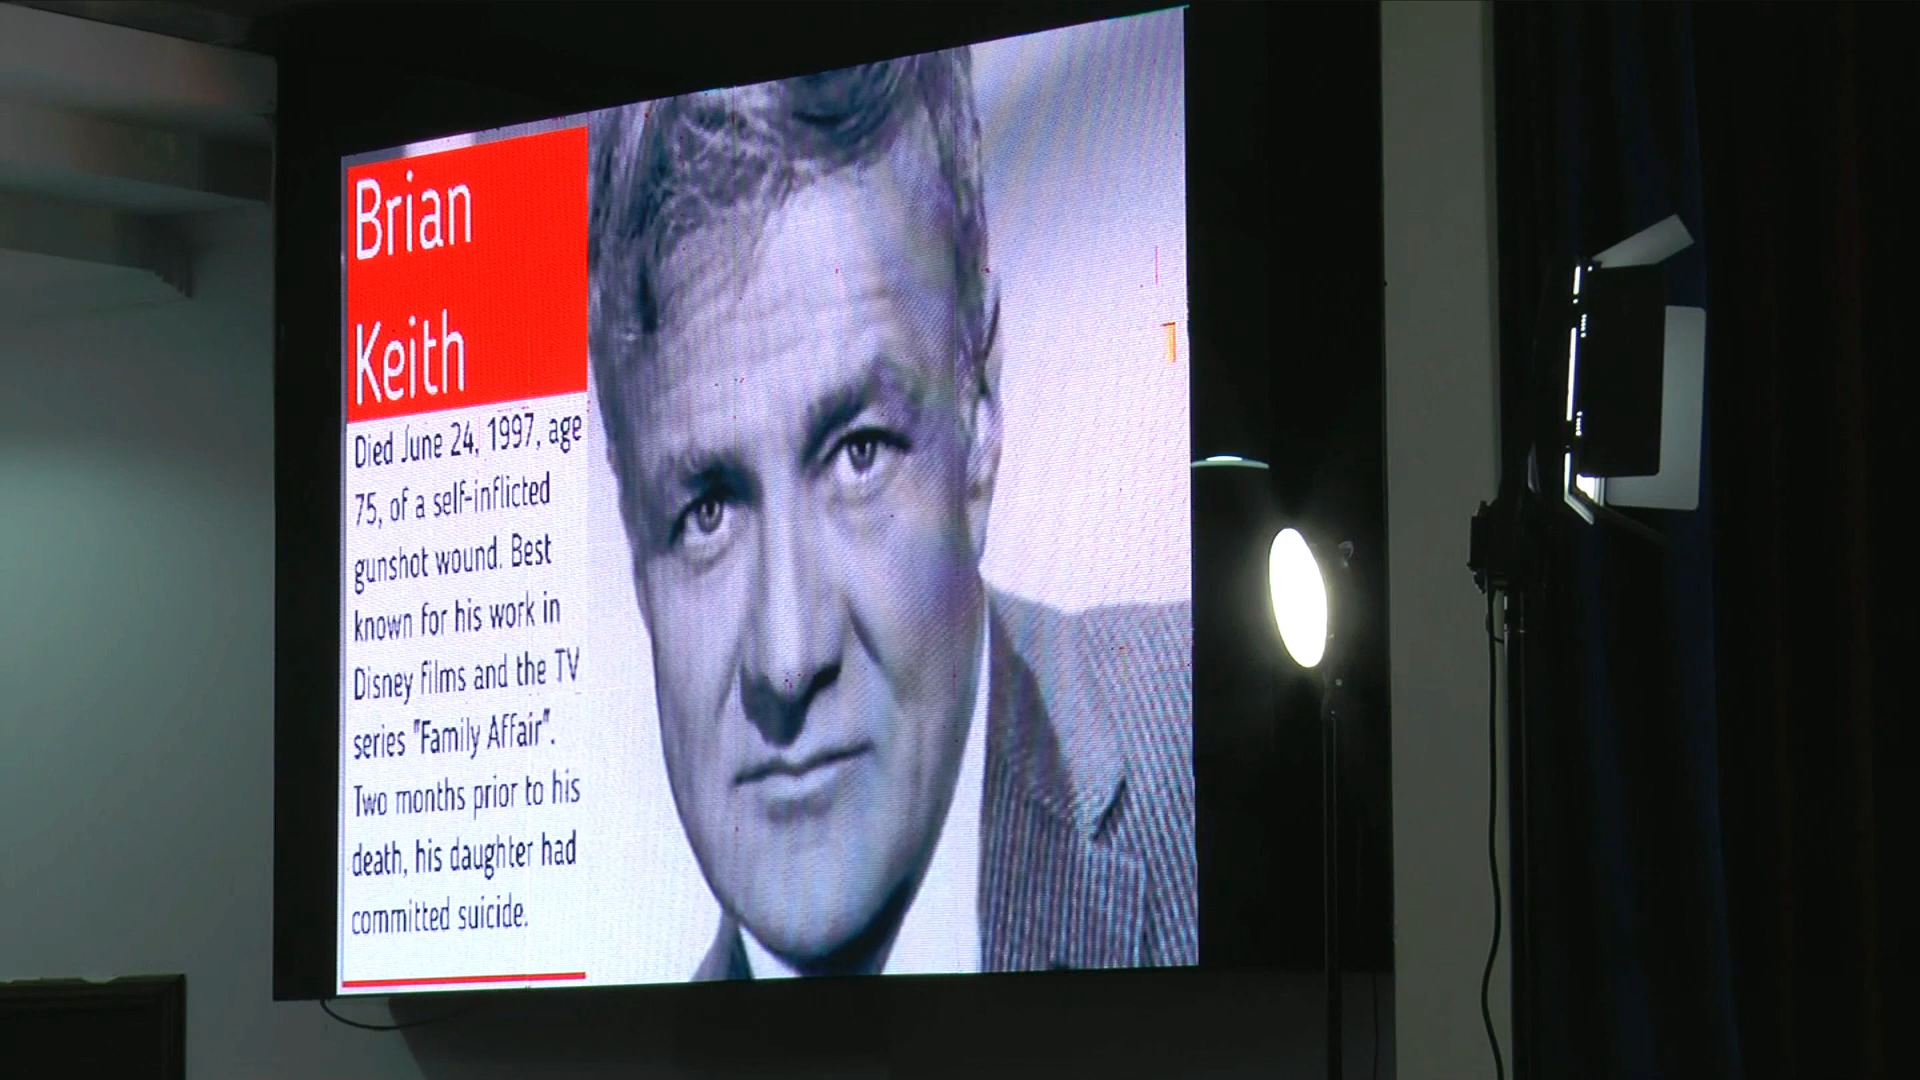 Brian
Keith
Died June 24, 1997, age
75, of a self-inflicted
gunshot wound. Best
known for his work in
Disney films and the TV
series "Family Affair".
Two months prior to his
death, his daughter had
committed suicide.